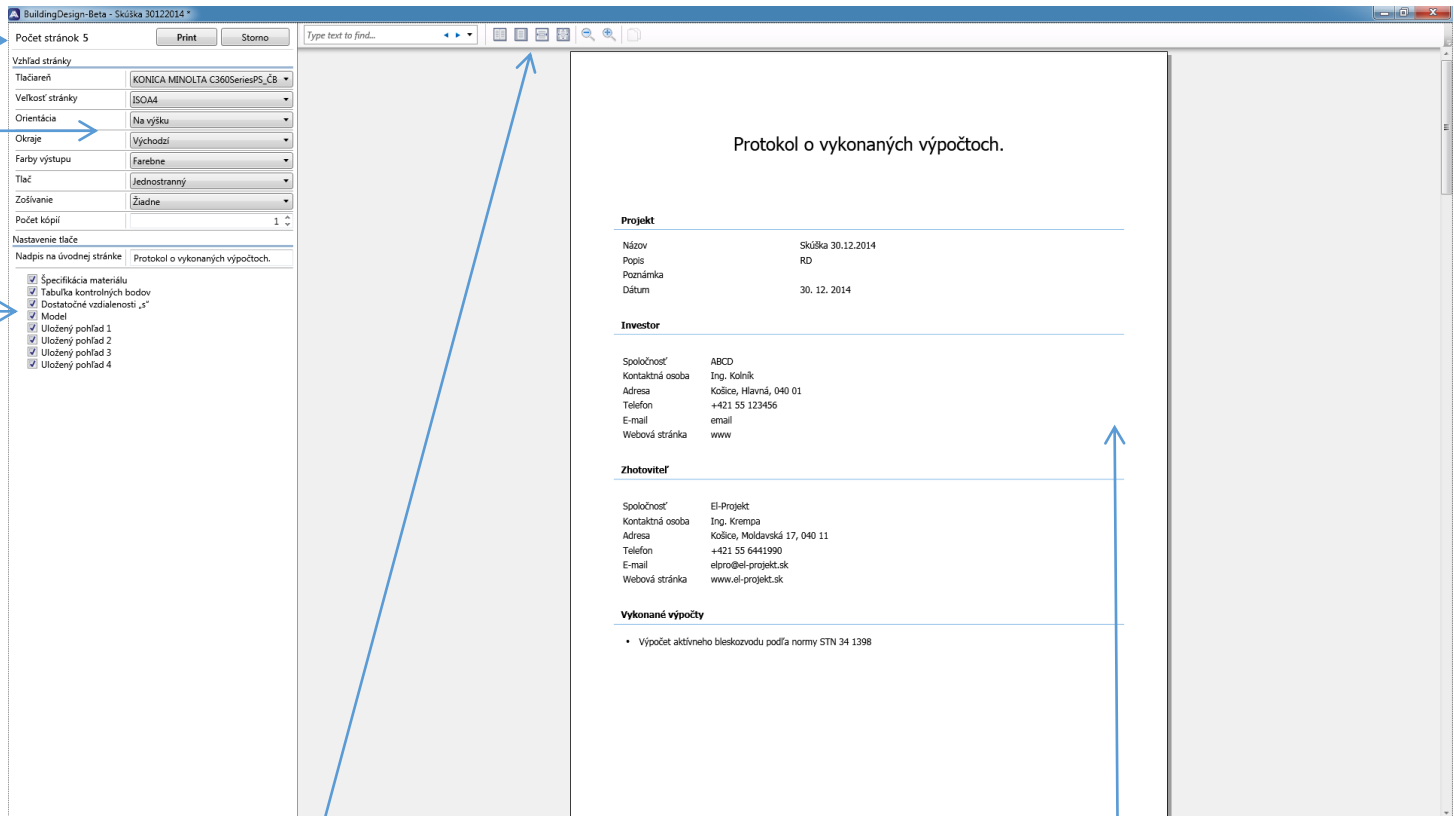 BuildingDesign-Beta - Skúška 30122014 *
Počet stránok 5 Print Storno
Vzhľad stránky
Tlačiareň KONICA MINOLTA C360SeriesPS_ČB
Veľkosť stránky ISOA4
Orientácia Na výšku
Okraje Východzí
Farby výstupu Farebne
Tlač Jednostranný
Zošívanie Žiadne
Počet kópií 1
Nastavenie tlače
Nadpis na úvodnej stránke Protokol o vykonaných výpočtoch.
Špecifikácia materiálu
Tabuľka kontrolných bodov
Dostatočné vzdialenosti „s“
Model
Uložený pohľad 1
Uložený pohľad 2
Uložený pohľad 3
Uložený pohľad 4
Type text to find...
Protokol o vykonaných výpočtoch.
Projekt
Názov Skúška 30.12.2014
Popis RD
Poznámka
Dátum 30. 12. 2014
Investor
Spoločnosť ABCD
Kontaktná osoba Ing. Kolník
Adresa Košice, Hlavná, 040 01
Telefon +421 55 123456
E-mail email
Webová stránka www
Zhotoviteľ
Spoločnosť El-Projekt
Kontaktná osoba Ing. Krempa
Adresa Košice, Moldavská 17, 040 11
Telefon +421 55 6441990
E-mail elpro@el-projekt.sk
Webová stránka www.el-projekt.sk
Vykonané výpočty
• Výpočet aktívneho bleskozvodu podľa normy STN 34 1398